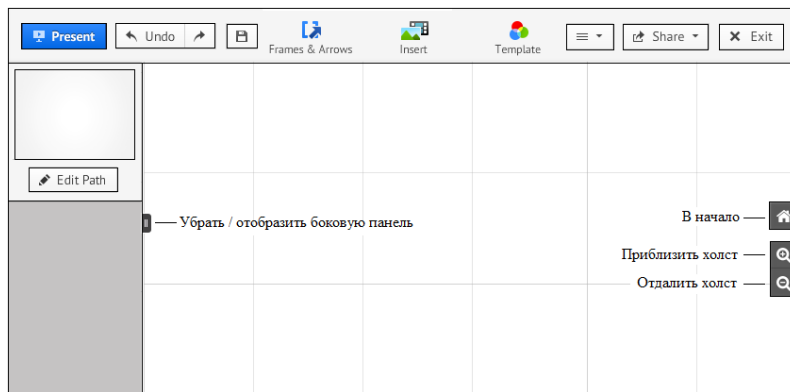 Present
Undo
Frames & Arrows
Insert
Template
Share
Exit
Edit Path
Убрать / отобразить боковую панель
В начало
Приблизить холст
Отдалить холст